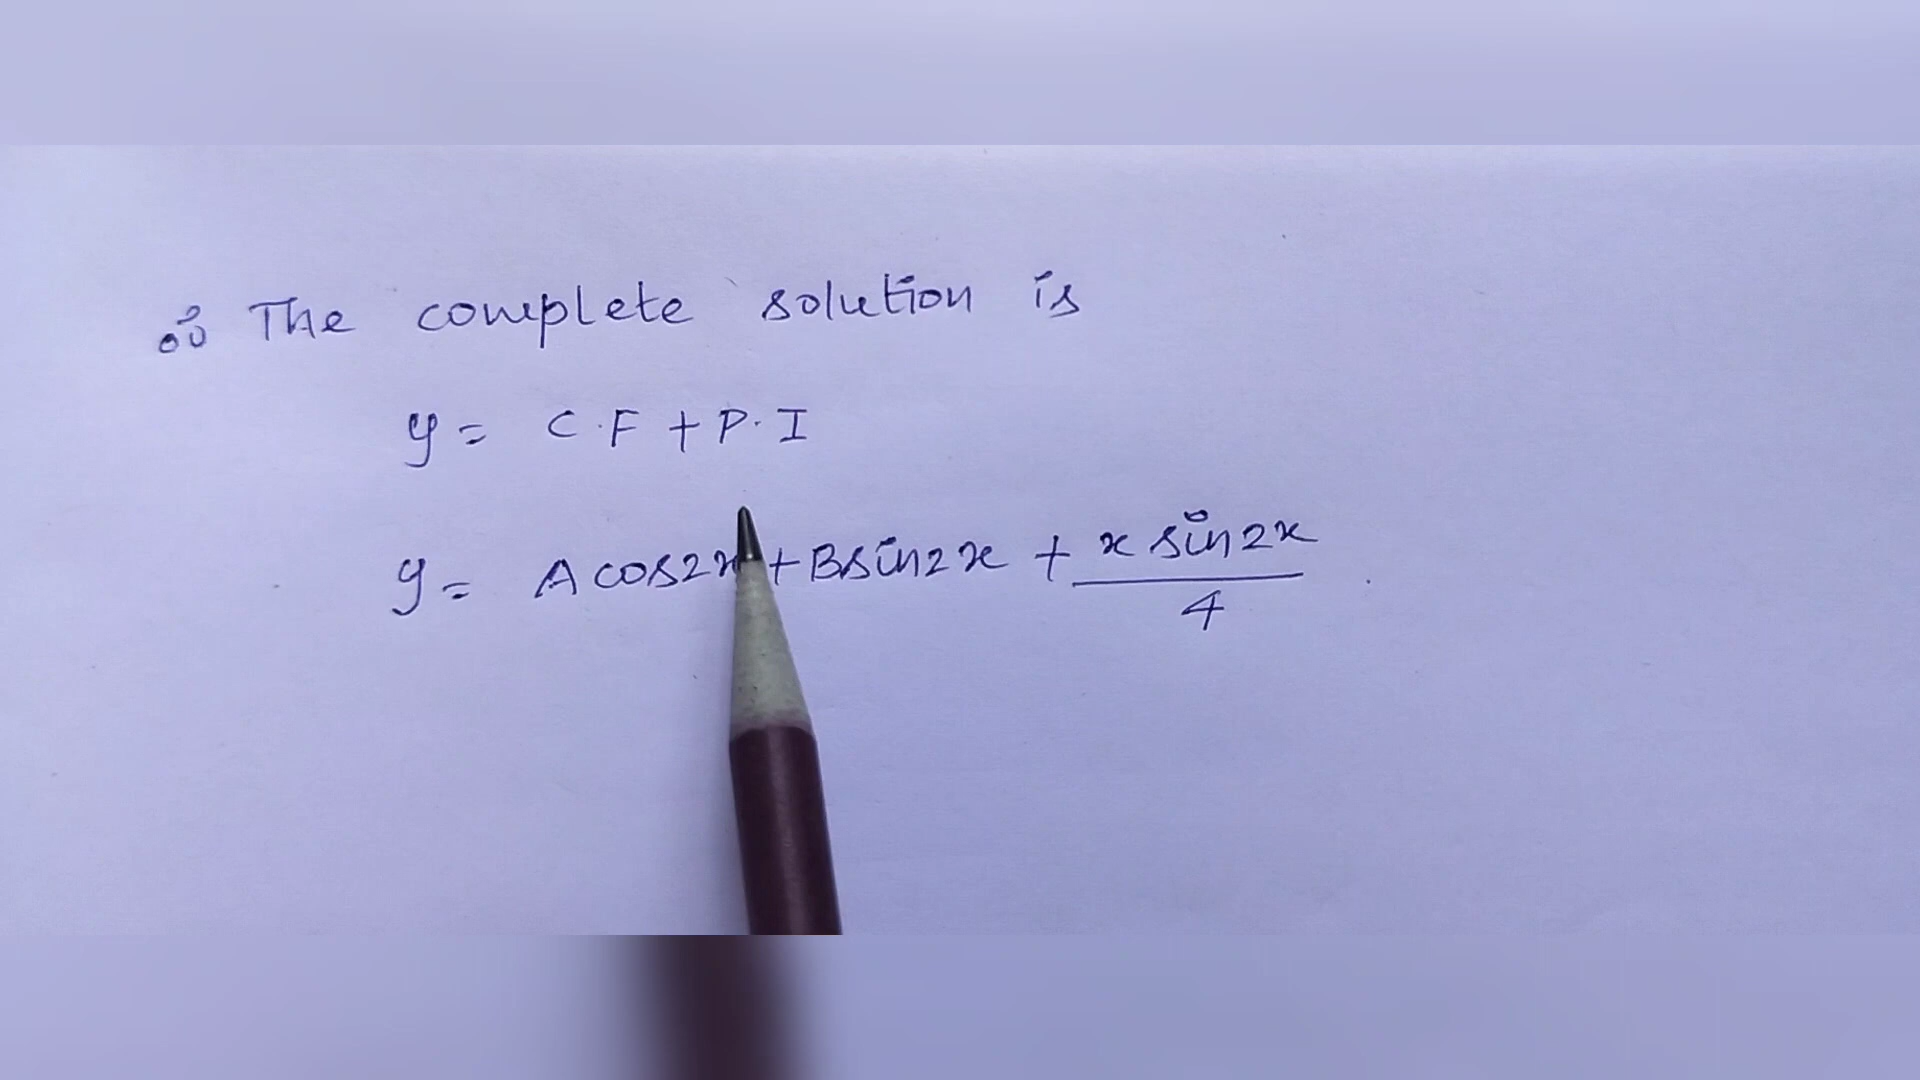 ∴ The complete solution is
y = C.F + P.I
y = A cos2x + B sin2x + x sin2x / 4